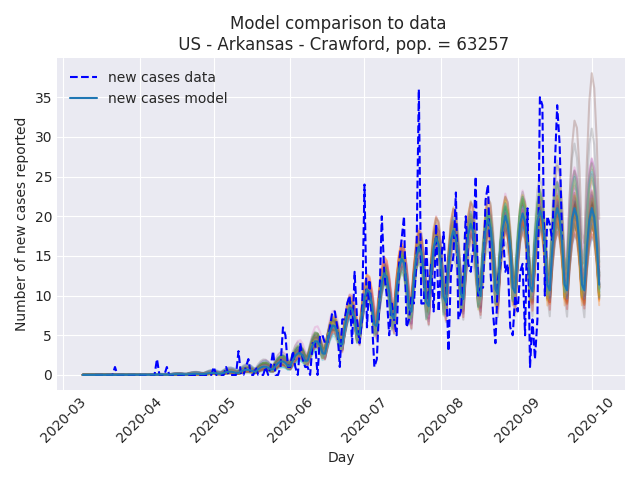 Model comparison to data
US - Arkansas - Crawford, pop. = 63257
new cases data
new cases model
Number of new cases reported
35
30
25
20
15
10
5
0
2020-03
2020-04
2020-05
2020-06
2020-07
2020-08
2020-09
2020-10
Day